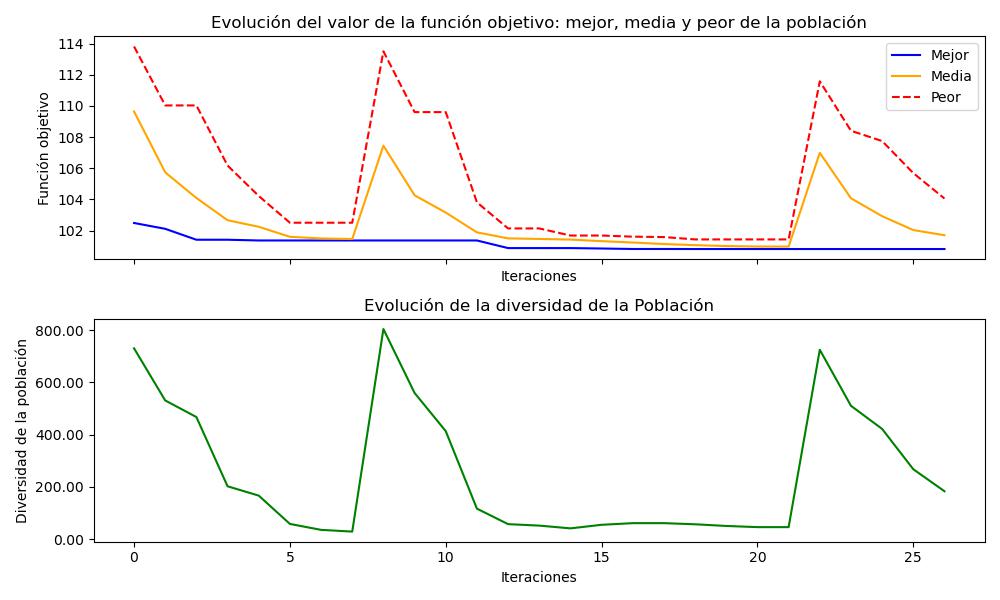 Evolución del valor de la función objetivo: mejor, media y peor de la población
114
112
110
108
106
104
102
Función objetivo
Mejor
Media
Peor
Iteraciones
Evolución de la diversidad de la Población
800.00
600.00
400.00
200.00
0.00
Diversidad de la población
0 5 10 15 20 25
Iteraciones